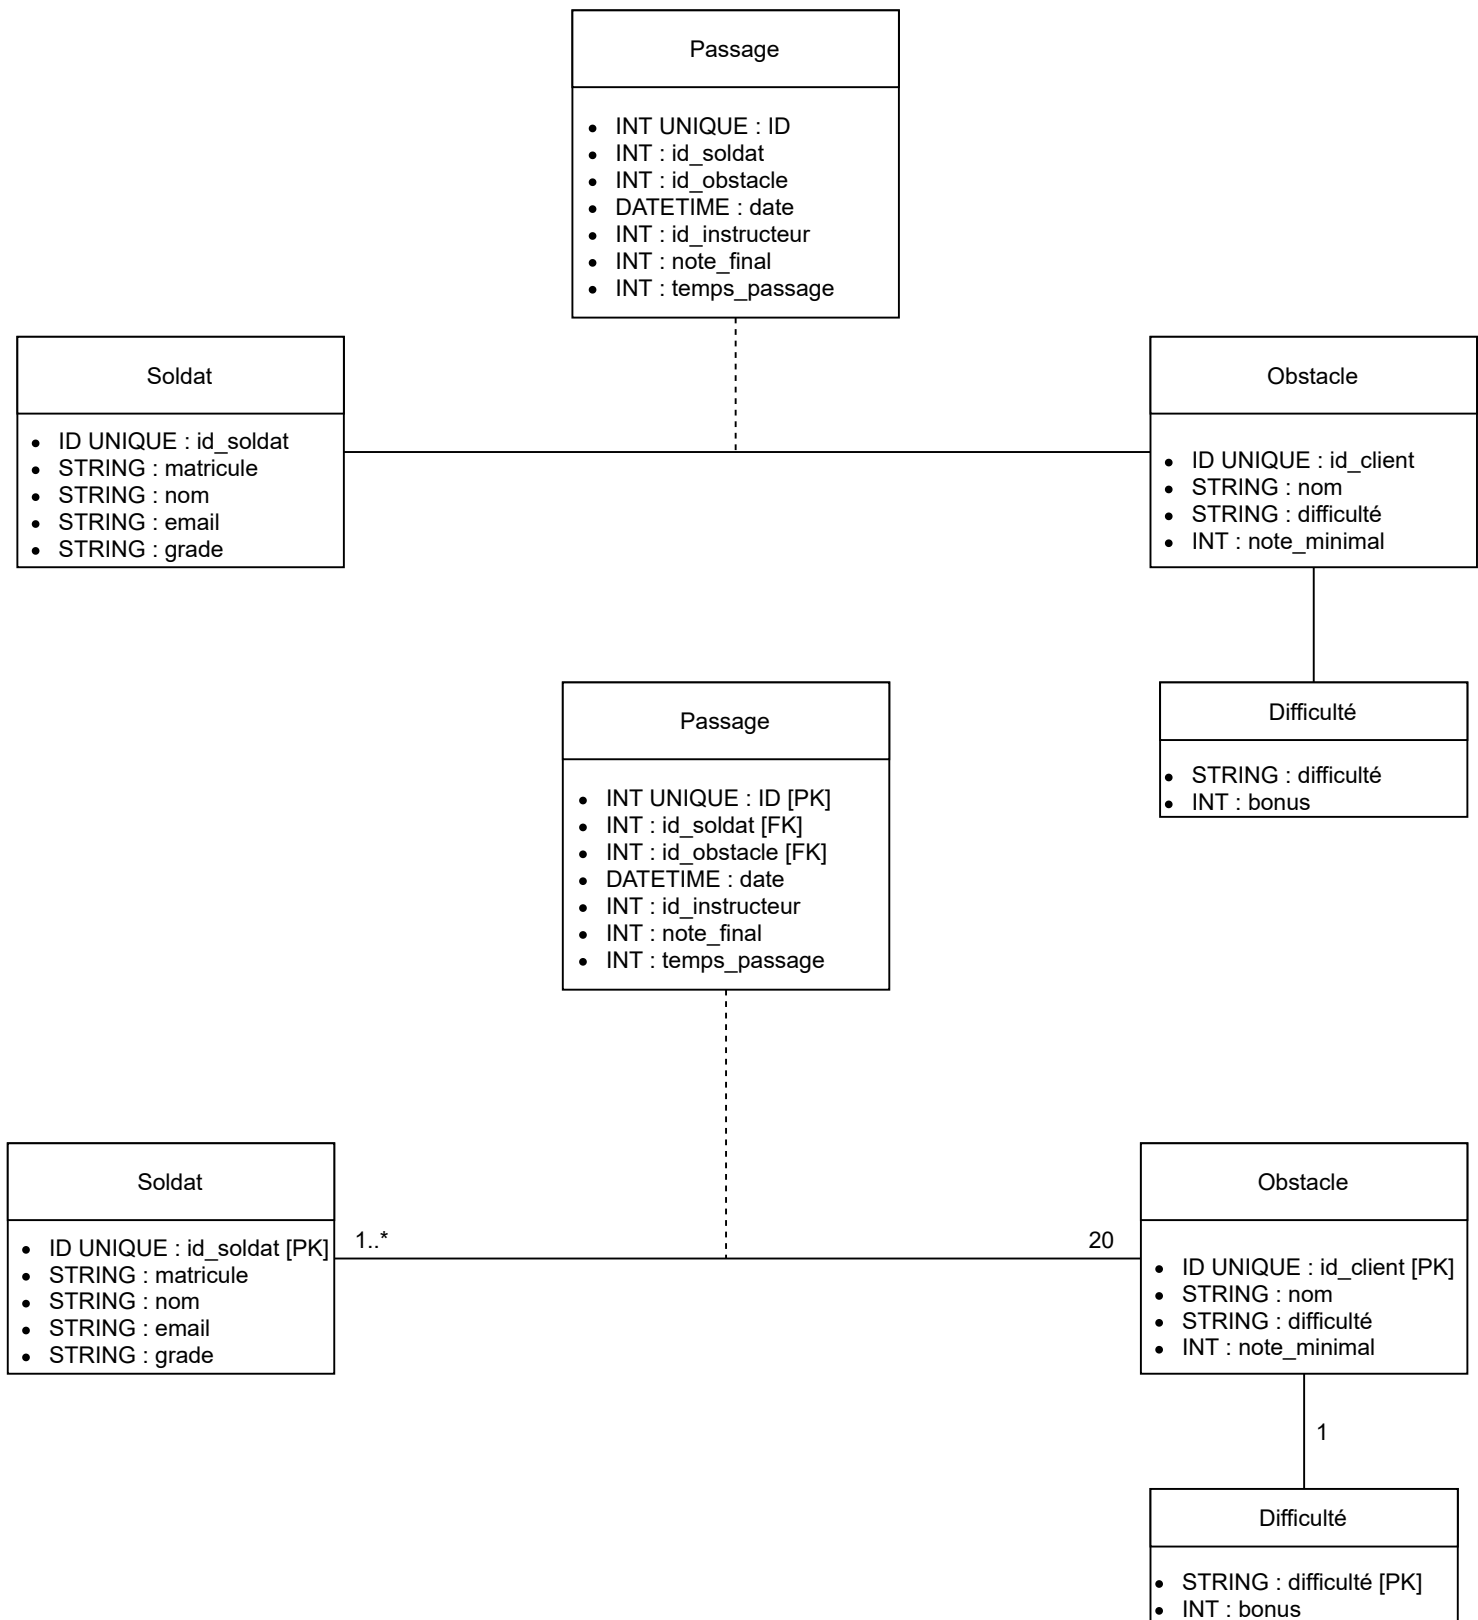 Passage
INT UNIQUE : ID
INT : id_soldat
INT : id_obstacle
DATETIME : date
INT : id_instructeur
INT : note_final
INT : temps_passage
Soldat
ID UNIQUE : id_soldat
STRING : matricule
STRING : nom
STRING : email
STRING : grade
Obstacle
ID UNIQUE : id_client
STRING : nom
STRING : difficulté
INT : note_minimal
Difficulté
STRING : difficulté
INT : bonus
Passage
INT UNIQUE : ID [PK]
INT : id_soldat [FK]
INT : id_obstacle [FK]
DATETIME : date
INT : id_instructeur
INT : note_final
INT : temps_passage
Soldat
ID UNIQUE : id_soldat [PK]
STRING : matricule
STRING : nom
STRING : email
STRING : grade
1..*
20
Obstacle
ID UNIQUE : id_client [PK]
STRING : nom
STRING : difficulté
INT : note_minimal
1
Difficulté
STRING : difficulté [PK]
INT : bonus